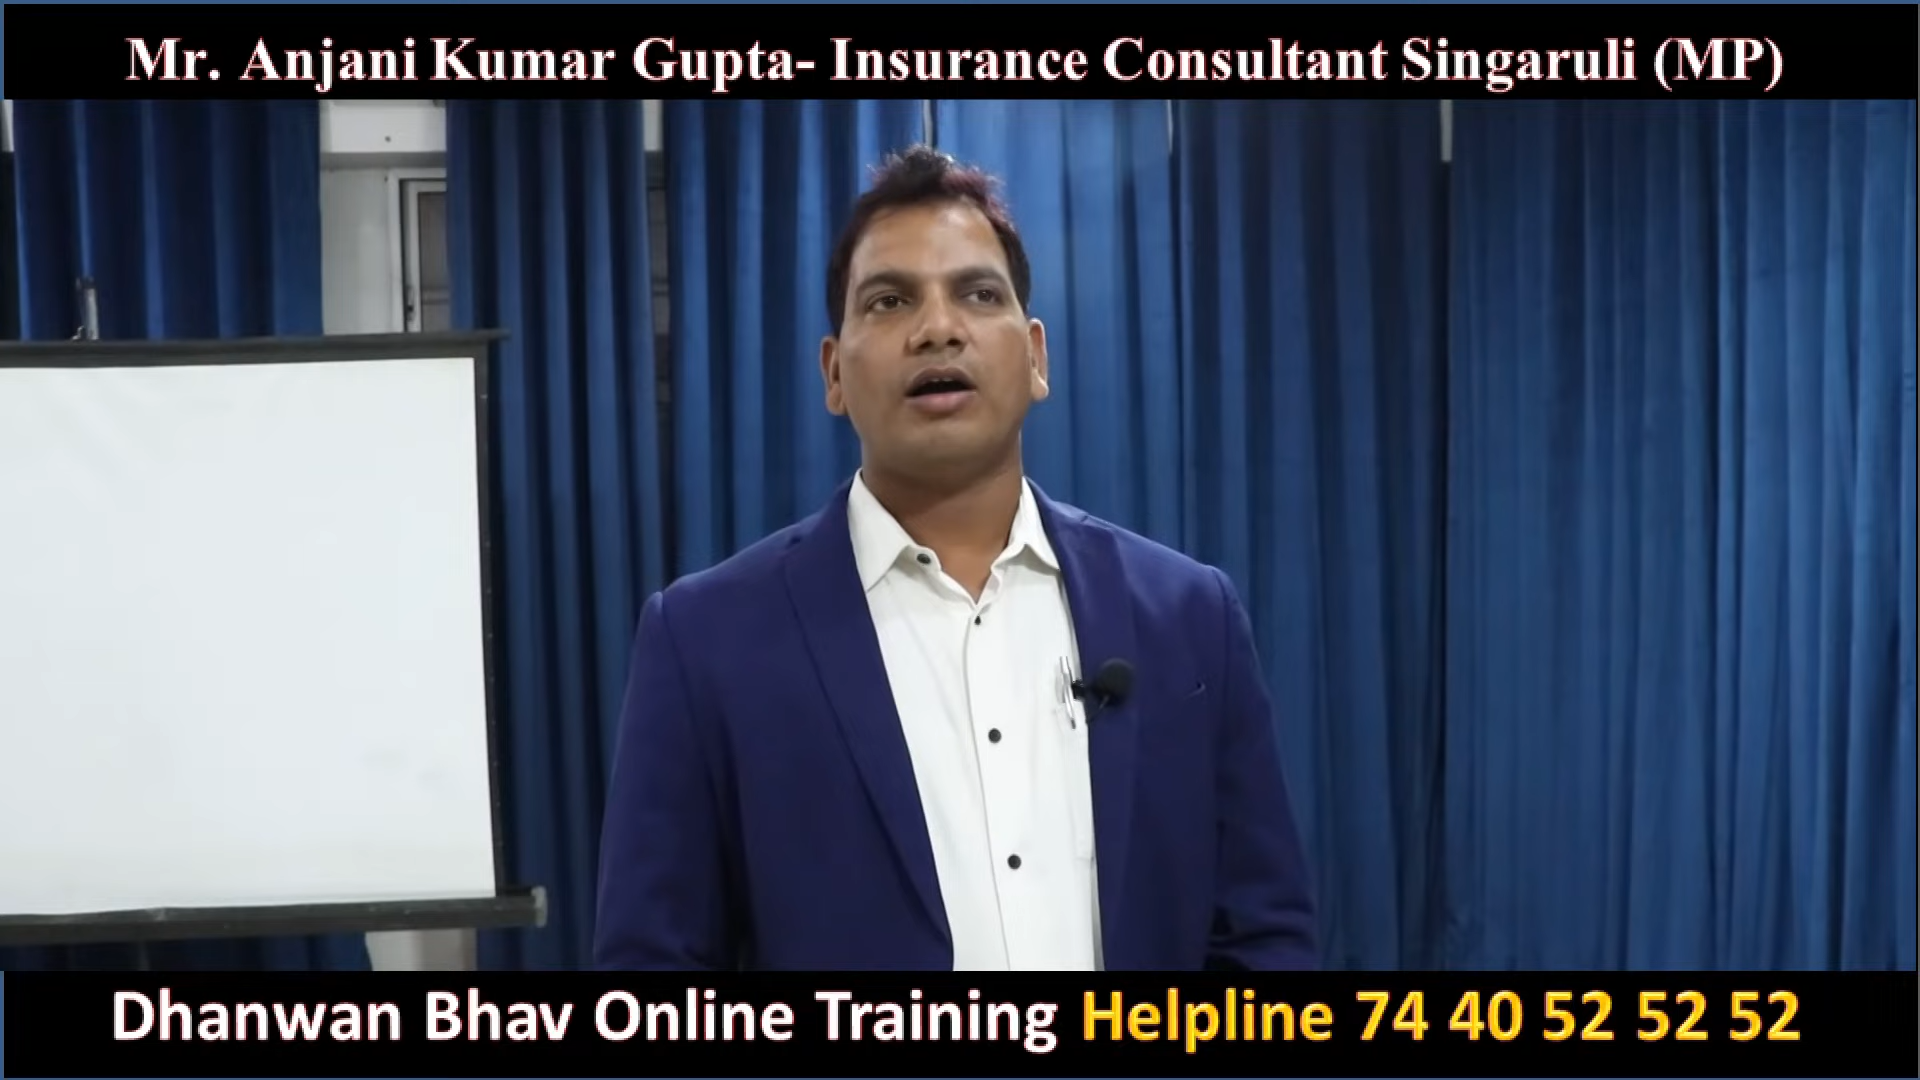 Mr. Anjani Kumar Gupta- Insurance Consultant Singaruli (MP)
Dhanwan Bhav Online Training Helpline 74 40 52 52 52